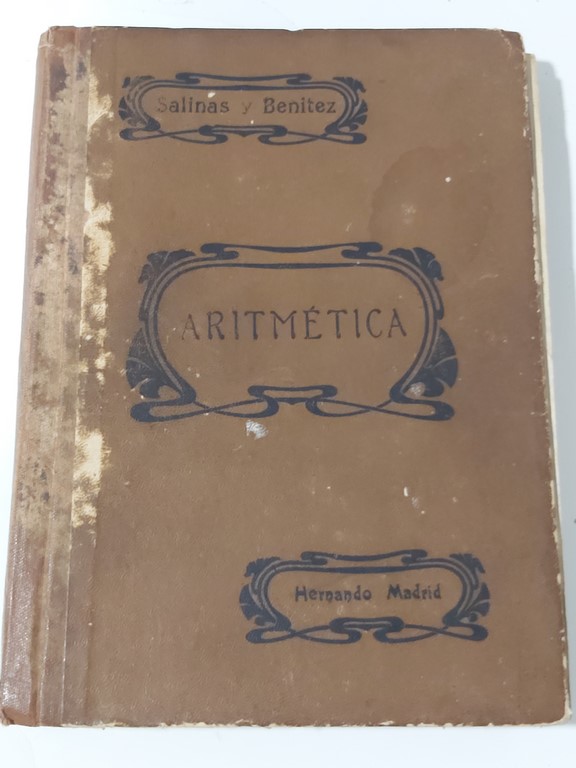 Salinas y Benitez
ARITMÉTICA
Hernando Madrid